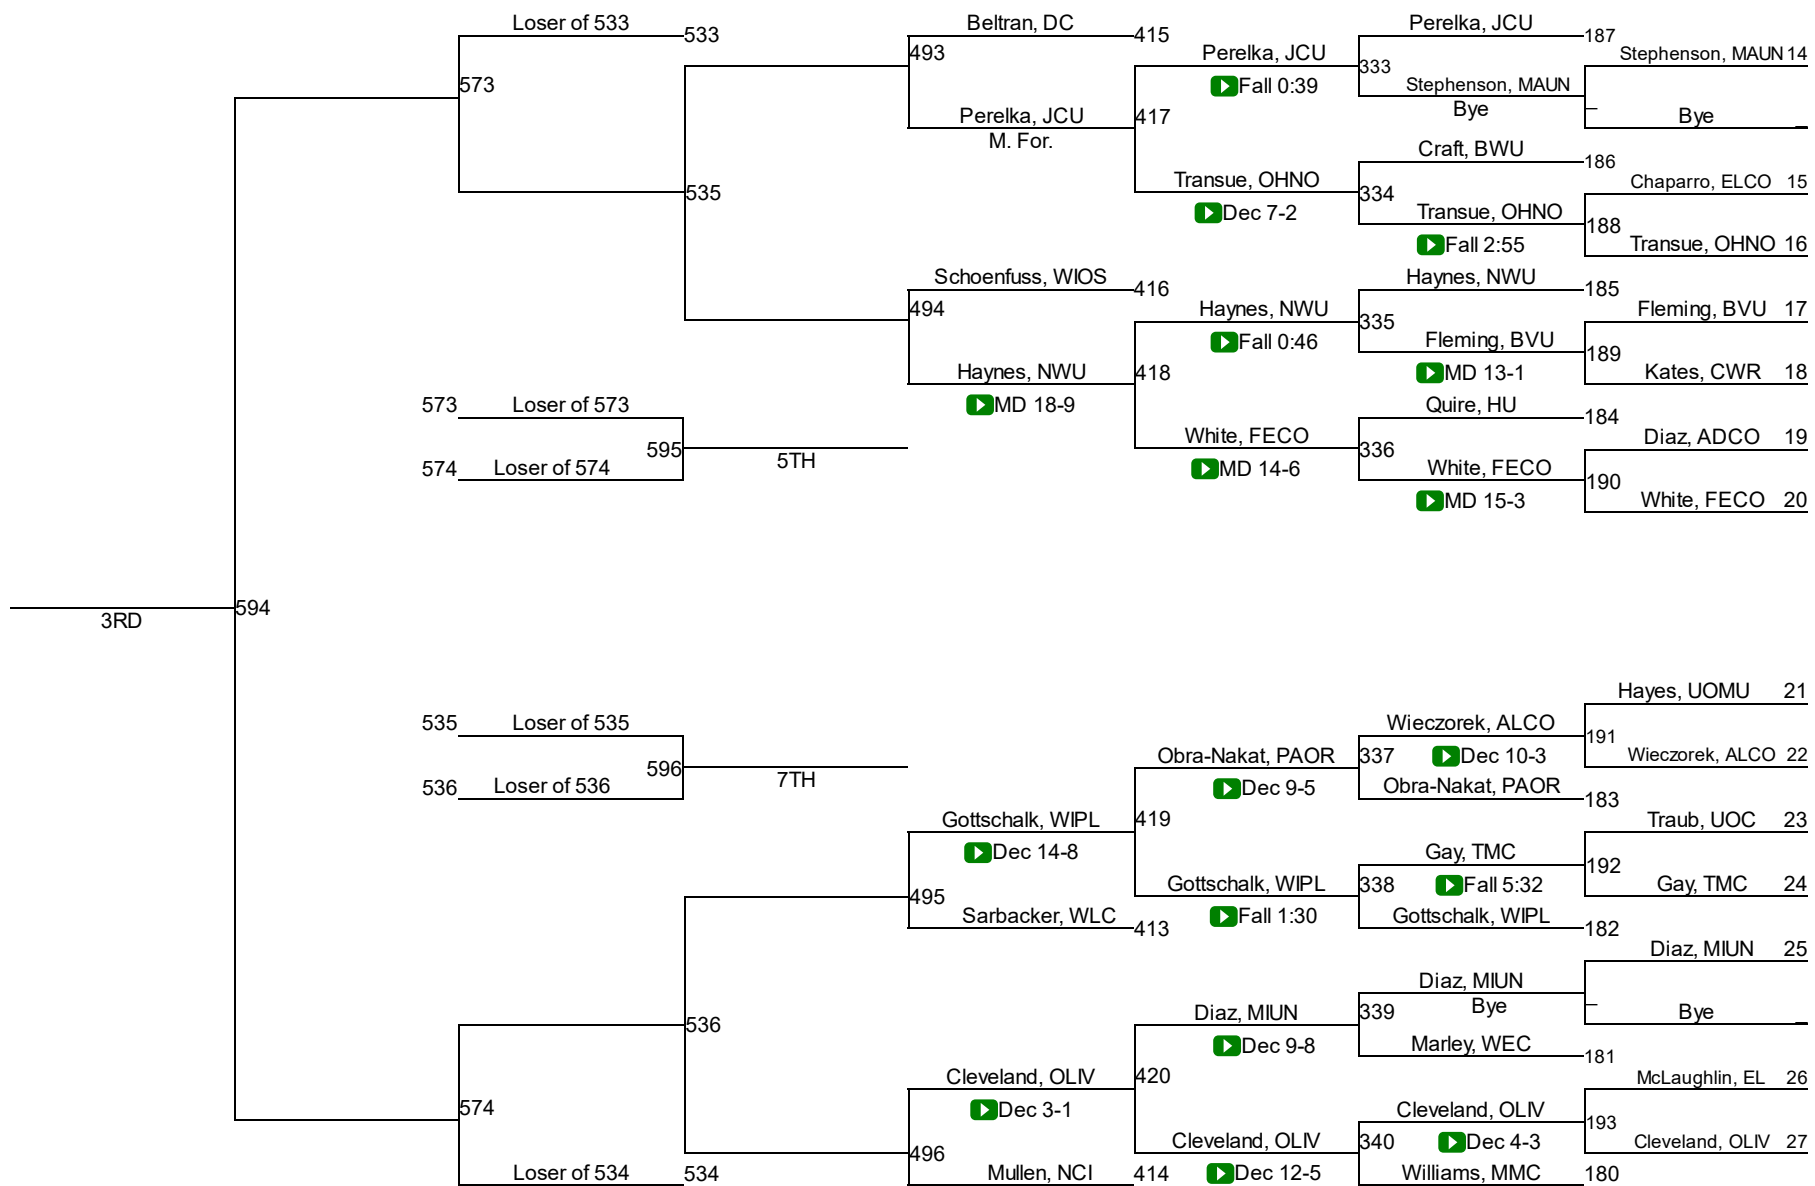 Loser of 533
533
Beltran, DC
415
Perelka, JCU
187
493
Perelka, JCU
333
Stephenson, MAUN 14
573
Fall 0:39
Stephenson, MAUN
Bye
Bye
Perelka, JCU
417
M. For.
Craft, BWU
186
535
Transue, OHNO
334
Chaparro, ELCO 15
Dec 7-2
Transue, OHNO
188
Fall 2:55
Transue, OHNO 16
Schoenfuss, WIOS
416
Haynes, NWU
185
494
Haynes, NWU
335
Fleming, BVU 17
Fall 0:46
Fleming, BVU
189
Haynes, NWU
418
MD 13-1
Kates, CWR 18
MD 18-9
573
Loser of 573
Quire, HU
184
595
5TH
White, FECO
336
Diaz, ADCO 19
574
Loser of 574
MD 14-6
White, FECO
190
MD 15-3
White, FECO 20
594
3RD
Hayes, UOMU 21
535
Loser of 535
Wieczorek, ALCO
191
596
7TH
Obra-Nakat, PAOR
337
Dec 10-3
Wieczorek, ALCO 22
536
Loser of 536
Dec 9-5
Obra-Nakat, PAOR
183
Gottschalk, WIPL
419
Traub, UOC 23
Dec 14-8
Gay, TMC
192
495
Gottschalk, WIPL
338
Fall 5:32
Gay, TMC 24
Sarbacker, WLC
413
Fall 1:30
Gottschalk, WIPL
182
Diaz, MIUN 25
536
Diaz, MIUN
339
Diaz, MIUN
Bye
Bye
Dec 9-8
Marley, WEC
181
Cleveland, OLIV
420
McLaughlin, EL 26
574
Dec 3-1
Cleveland, OLIV
193
496
Cleveland, OLIV
340
Dec 4-3
Cleveland, OLIV 27
Loser of 534
534
Mullen, NCI
414
Dec 12-5
Williams, MMC
180